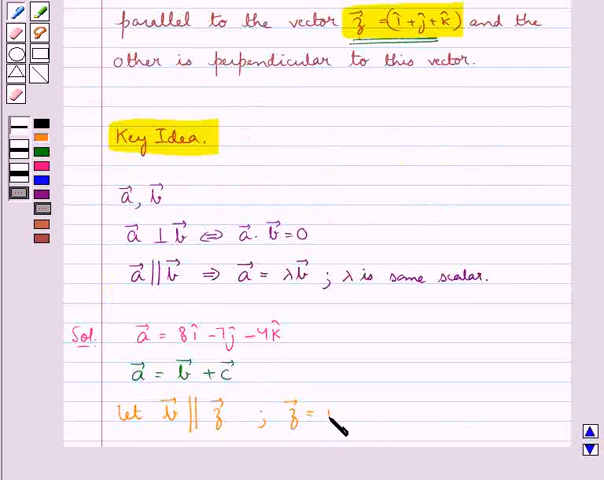 parallel to the vector z⃗ = (î + ĵ + k̂) and the
other is perpendicular to this vector.
Key Idea.
a⃗, b⃗
a⃗ ⊥ b⃗ ⇔ a⃗ . b⃗ = 0
a⃗ || b⃗ ⇒ a⃗ = λb⃗ ; λ is some scalar.
Sol. a⃗ = 8î - 7ĵ - 4k̂
a⃗ = b⃗ + c⃗
let b⃗ || z⃗ ; z⃗ =